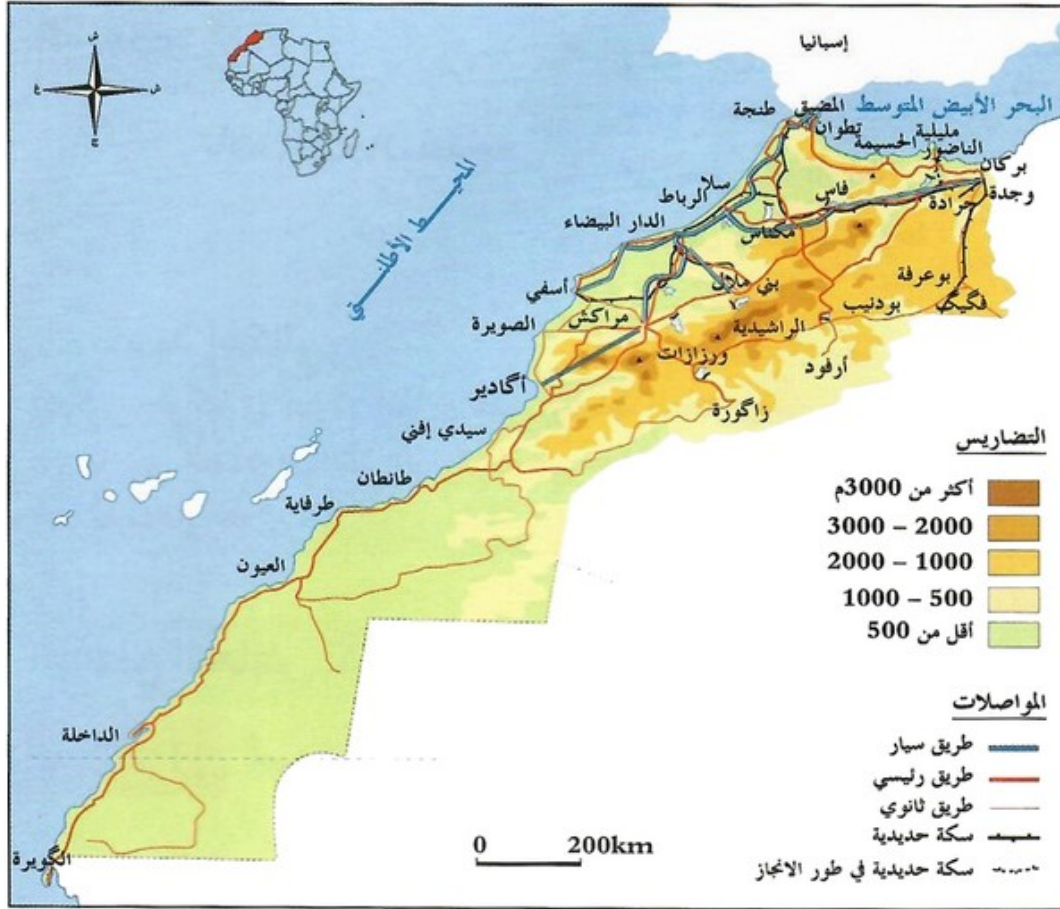 ش
غ
ش
ج
إسبانيا
البحر الأبيض المتوسط
المحيط الأطلنتي
طنجة
المضيق
تطوان
الحسيمة
مليلية
الناضور
بركان
وجدة
جرادة
فاس
سلا
الرباط
مكناس
الدار البيضاء
أسفي
بني ملال
بوعرفة
فگيگ
بودنيب
الصويرة
مراكش
الراشيدية
ورزازات
أرفود
أگادير
زاگورة
سيدي إفني
طانطان
طرفاية
العيون
الداخلة
الگويرة
التضاريس
أكثر من 3000م
2000 – 3000
1000 – 2000
500 – 1000
أقل من 500
المواصلات
طريق سيار
طريق رئيسي
طريق ثانوي
سكة حديدية
سكة حديدية في طور الانجاز
0 200km